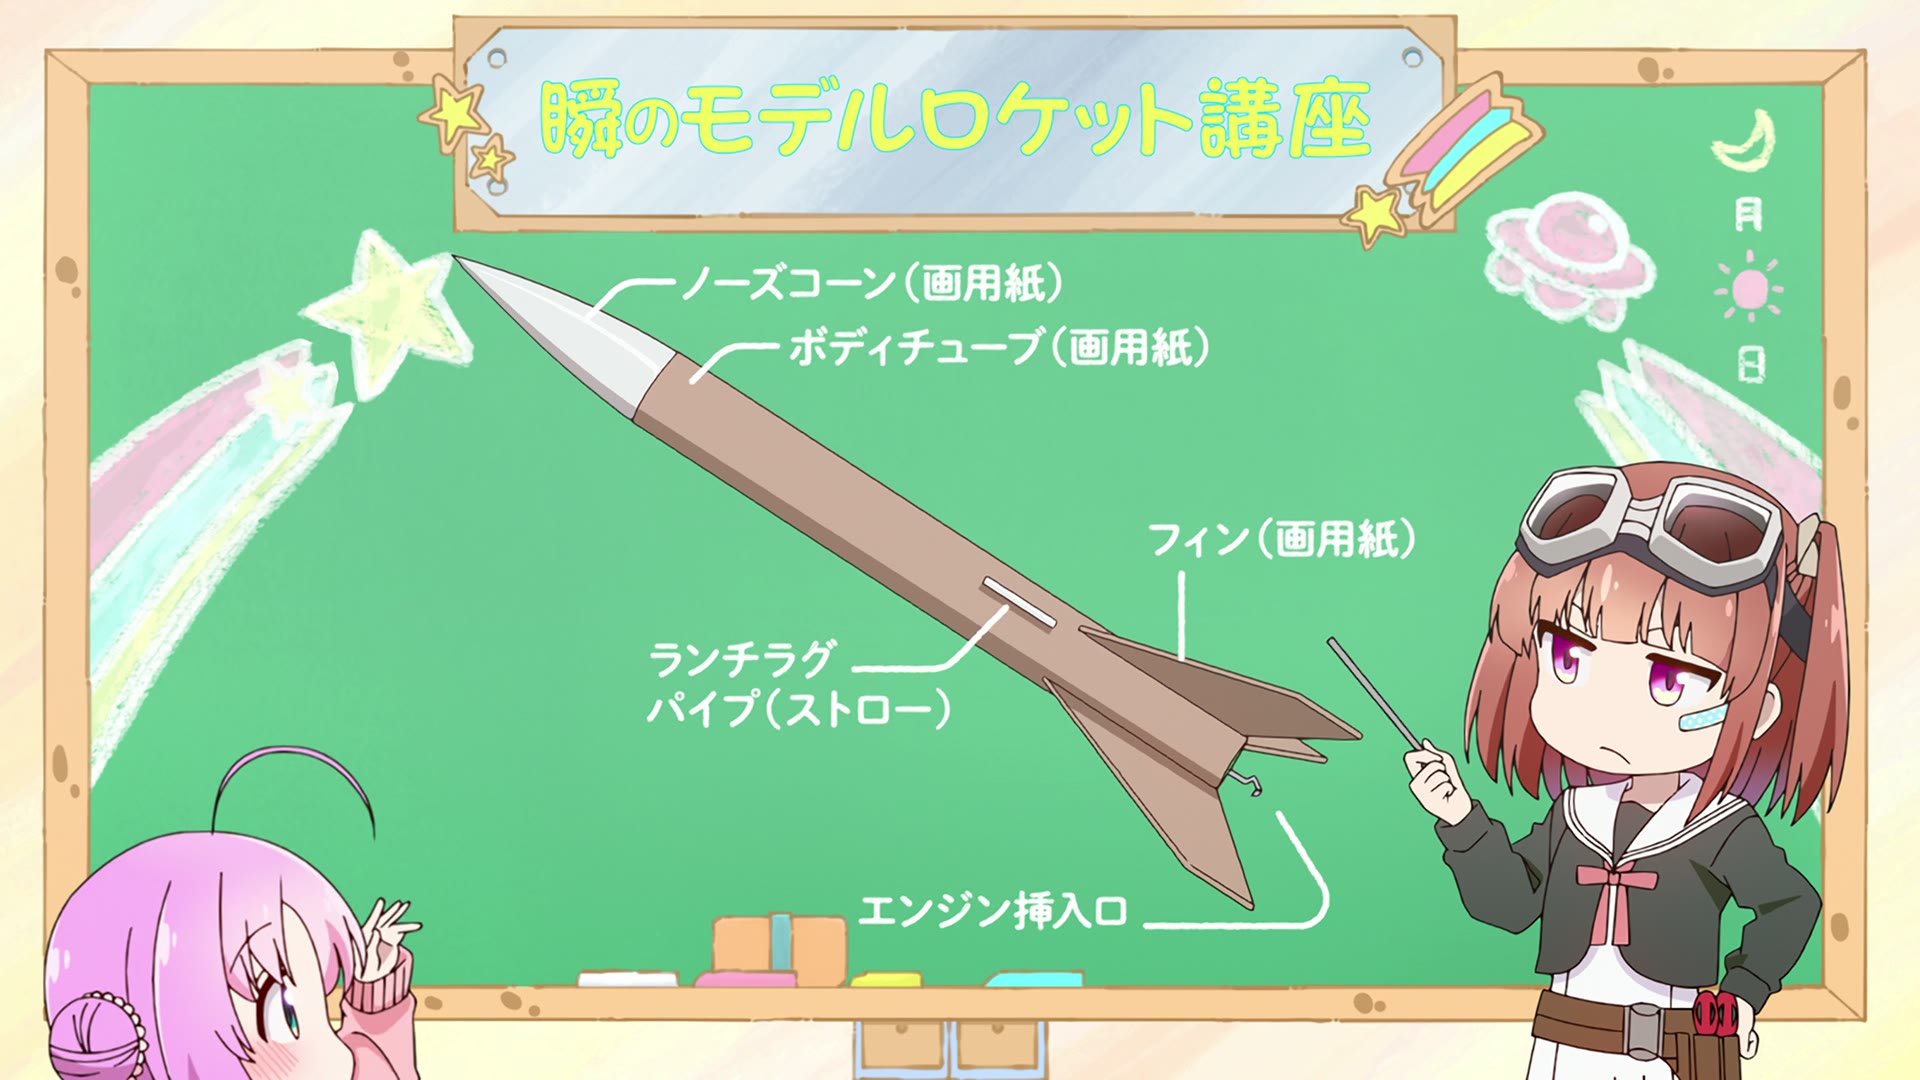 瞬のモデルロケット講座
ノーズコーン(画用紙)
ボディチューブ(画用紙)
フィン(画用紙)
ランチラグ
パイプ(ストロー)
エンジン挿入口
月
日